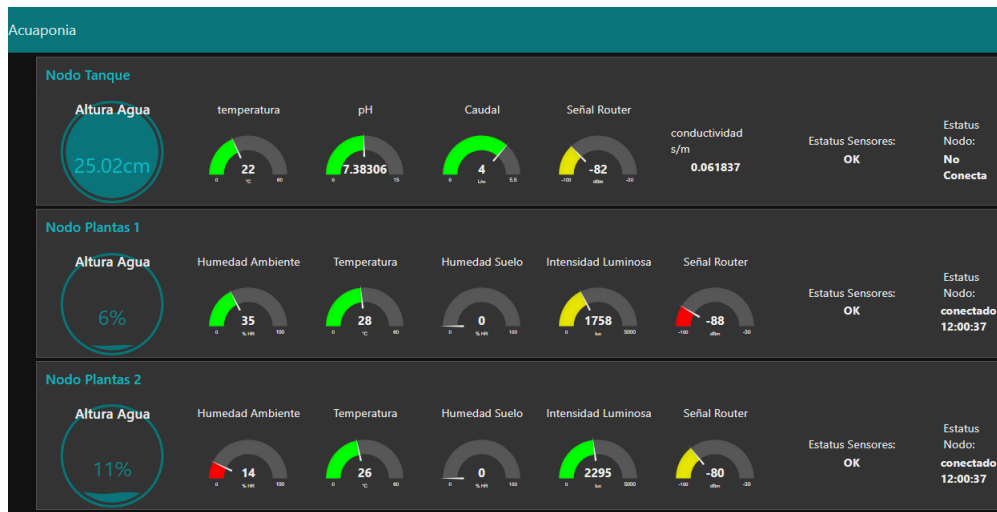 Acuaponia
Nodo Tanque
Altura Agua
25.02cm
temperatura
22
0 °C 60
pH
7.38306
0 15
Caudal
4
0 L/m 5.5
Señal Router
-82
-100 dBm -30
conductividad
s/m
0.061837
Estatus Sensores:
OK
Estatus
Nodo:
No
Conecta
Nodo Plantas 1
Altura Agua
6%
Humedad Ambiente
35
0 % HR 100
Temperatura
28
0 °C 60
Humedad Suelo
0
0 % HR 100
Intensidad Luminosa
1758
0 lux 5000
Señal Router
-88
-100 dBm -30
Estatus Sensores:
OK
Estatus
Nodo:
conectado
12:00:37
Nodo Plantas 2
Altura Agua
11%
Humedad Ambiente
14
0 % HR 100
Temperatura
26
0 °C 60
Humedad Suelo
0
0 % HR 100
Intensidad Luminosa
2295
0 lux 5000
Señal Router
-80
-100 dBm -30
Estatus Sensores:
OK
Estatus
Nodo:
conectado
12:00:37